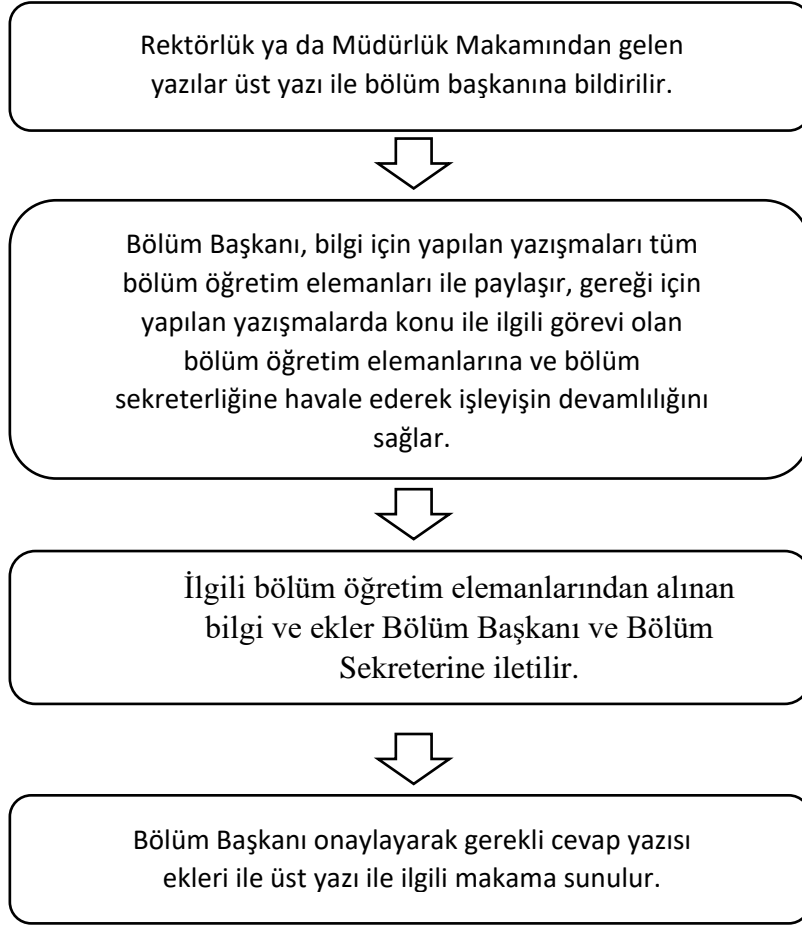 Rektörlük ya da Müdürlük Makamından gelen
yazılar üst yazı ile bölüm başkanına bildirilir.
Bölüm Başkanı, bilgi için yapılan yazışmaları tüm
bölüm öğretim elemanları ile paylaşır, gereği için
yapılan yazışmalarda konu ile ilgili görevi olan
bölüm öğretim elemanlarına ve bölüm
sekreterliğine havale ederek işleyişin devamlılığını
sağlar.
İlgili bölüm öğretim elemanlarından alınan
bilgi ve ekler Bölüm Başkanı ve Bölüm
Sekreterine iletilir.
Bölüm Başkanı onaylayarak gerekli cevap yazısı
ekleri ile üst yazı ile ilgili makama sunulur.